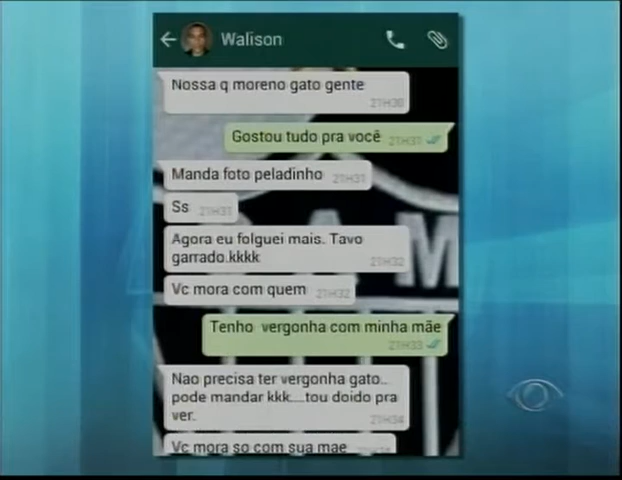 Walison
Nossa q moreno gato gente
21H30
Gostou tudo pra você 21H31
Manda foto peladinho 21H31
Ss 21H31
Agora eu folguei mais. Tavo
garrado.kkkk 21H32
Vc mora com quem 21H32
Tenho vergonha com minha mãe
21H33
Nao precisa ter vergonha gato...
pode mandar kkk....tou doido pra
ver. 21H34
Vc mora so com sua mae
A M